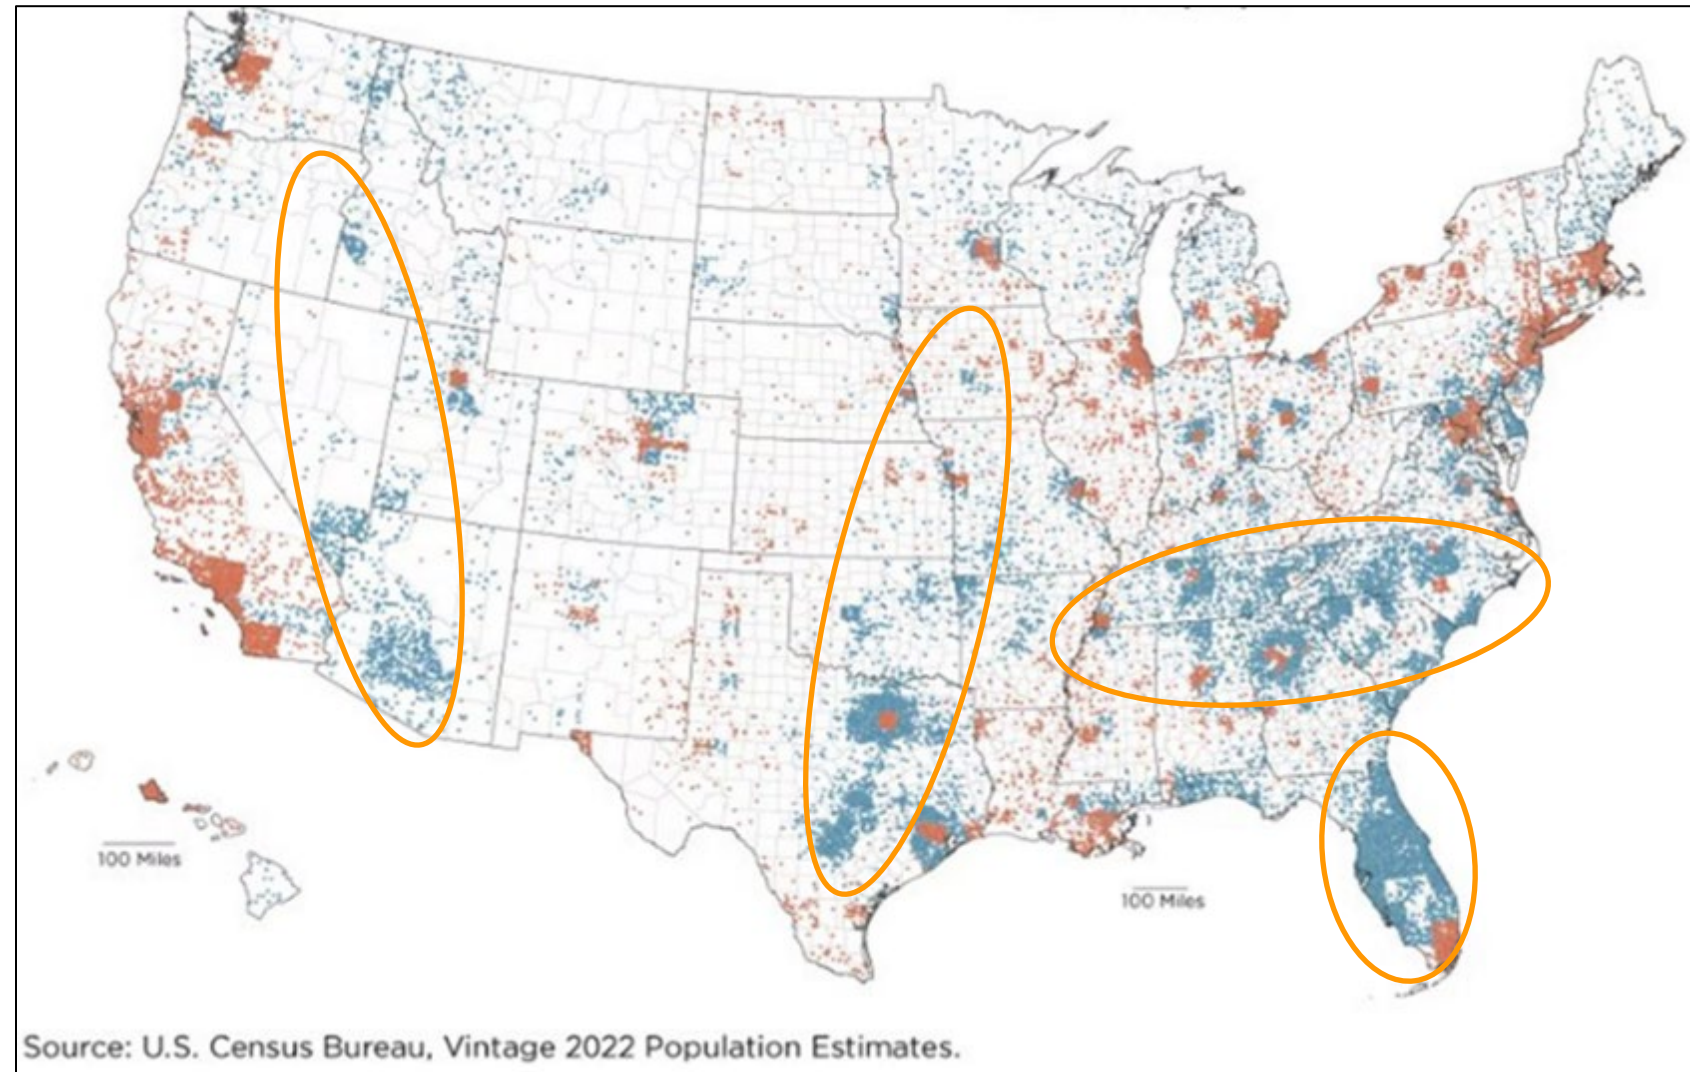 100 Miles
100 Miles
Source: U.S. Census Bureau, Vintage 2022 Population Estimates.